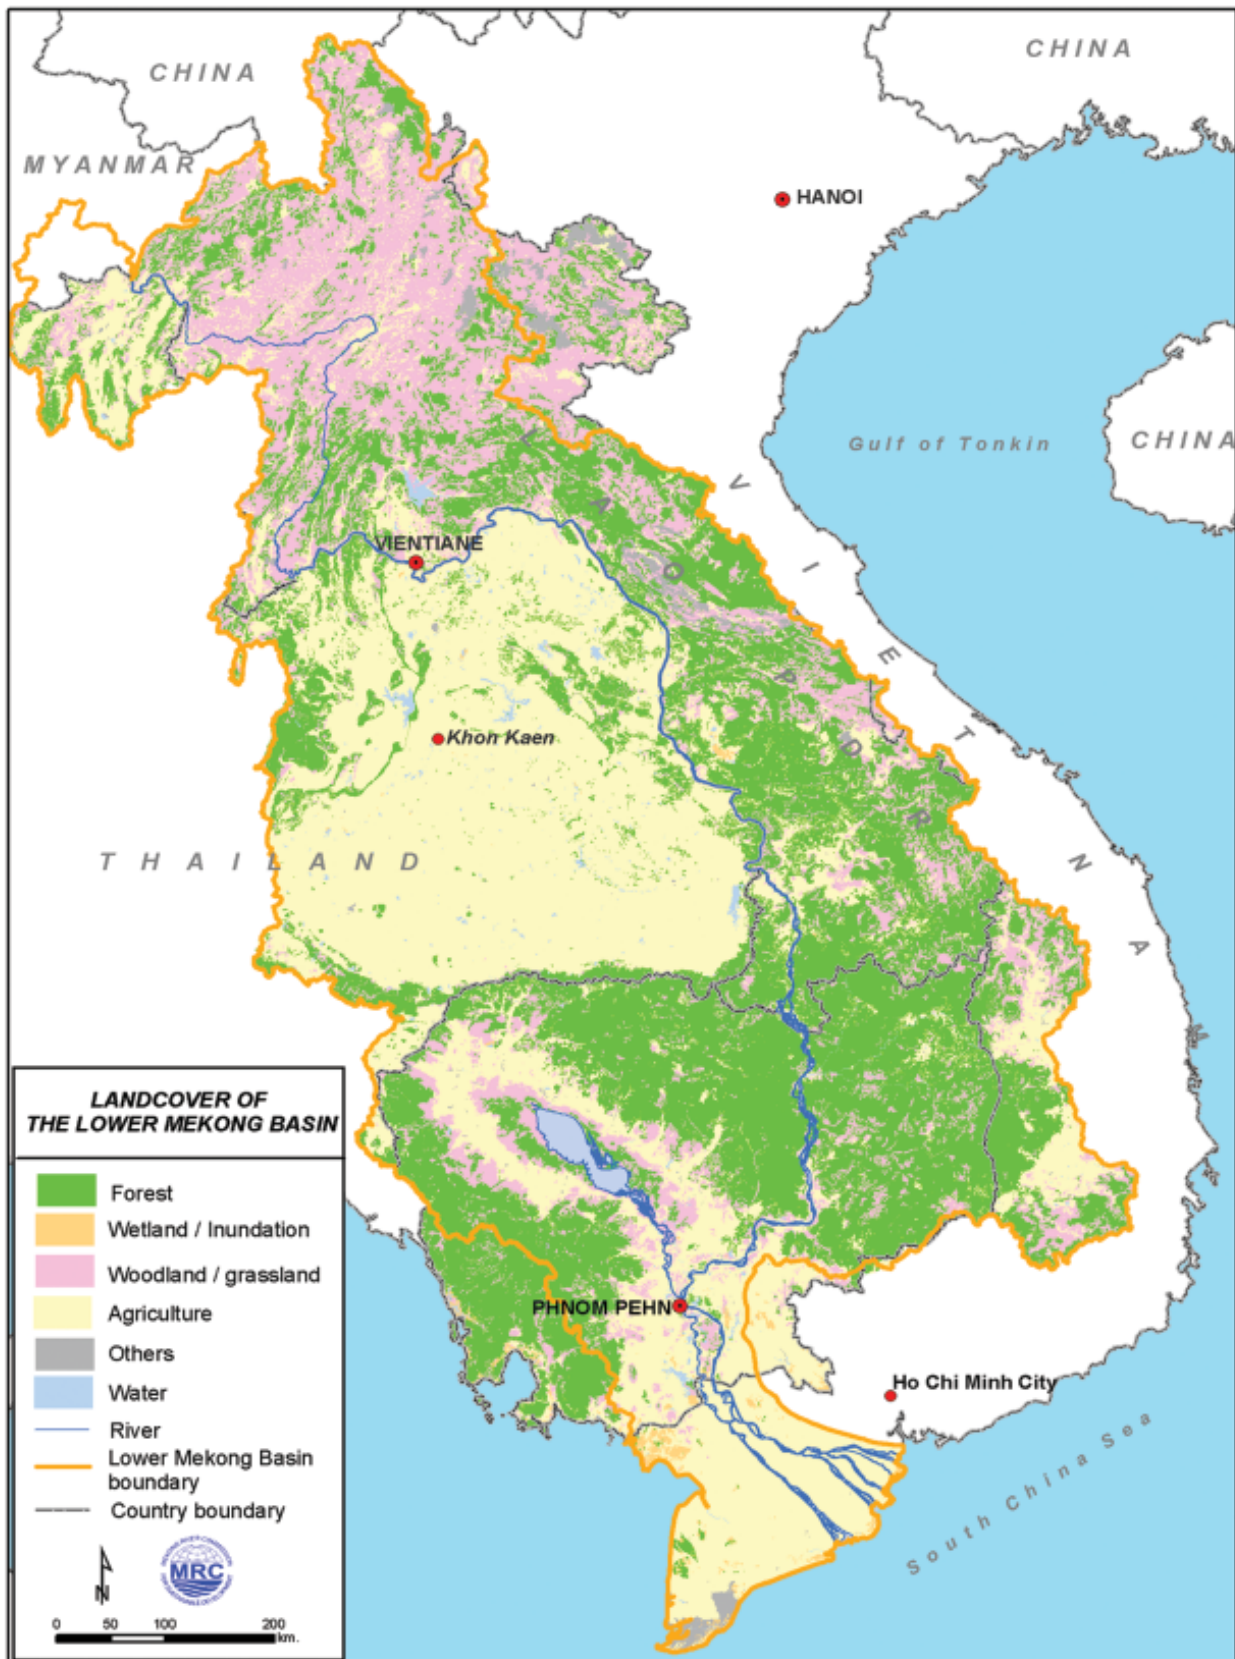 CHINA
CHINA
MYANMAR
HANOI
Gulf of Tonkin
CHINA
LAO PDR
VIETNAM
VIENTIANE
Khon Kaen
THAILAND
PHNOM PEHN
Ho Chi Minh City
South China Sea
LANDCOVER OF
THE LOWER MEKONG BASIN
Forest
Wetland / Inundation
Woodland / grassland
Agriculture
Others
Water
River
Lower Mekong Basin
boundary
Country boundary
N
MRC
0 50 100 200
km.